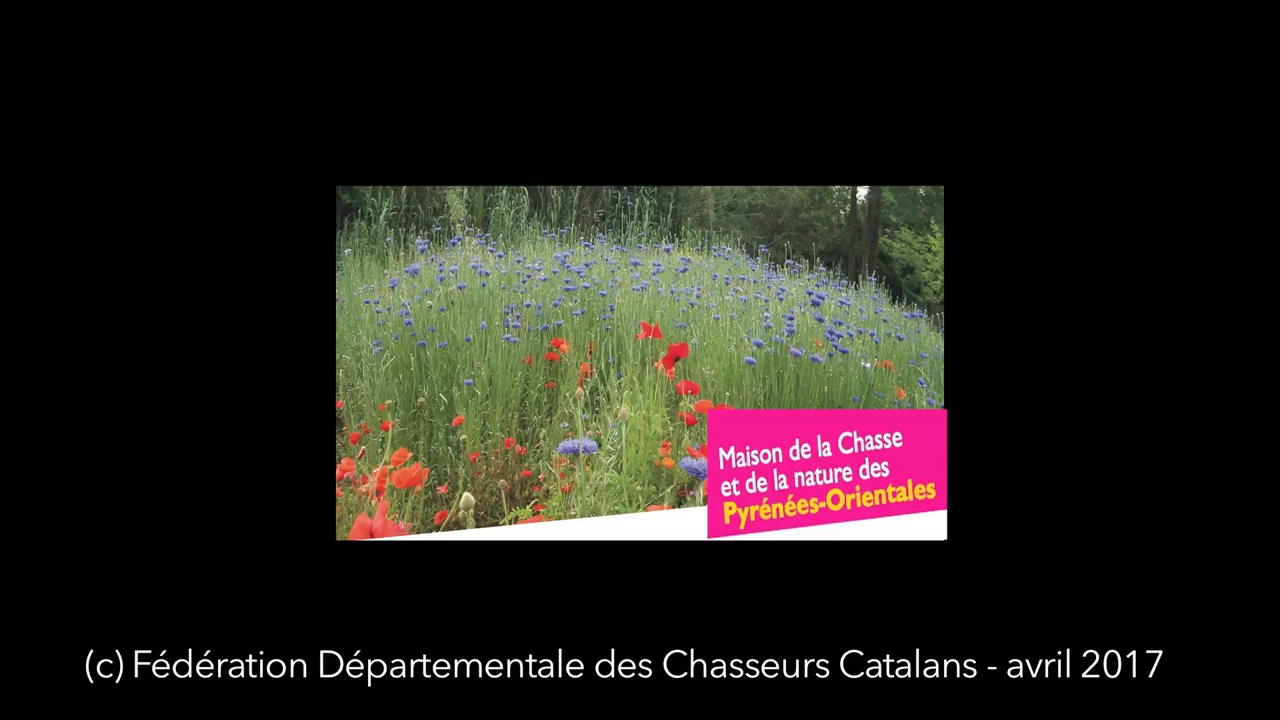 Maison de la Chasse
et de la nature des
Pyrénées-Orientales
(c) Fédération Départementale des Chasseurs Catalans - avril 2017